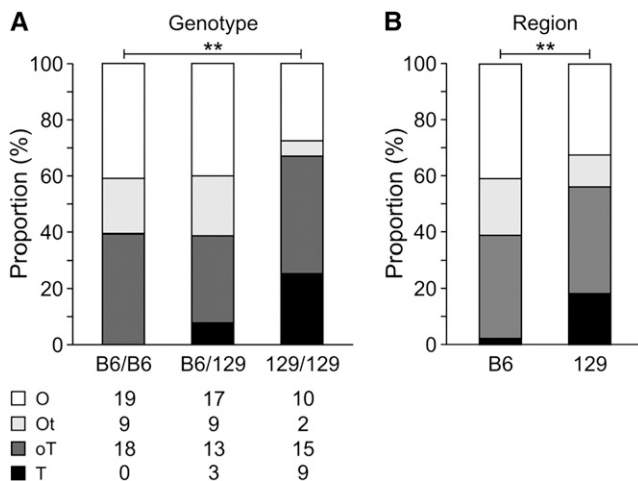 A Genotype
**
Proportion (%)
100
80
60
40
20
0
B6/B6 B6/129 129/129
O 19 17 10
Ot 9 9 2
oT 18 13 15
T 0 3 9
B Region
**
Proportion (%)
100
80
60
40
20
0
B6 129